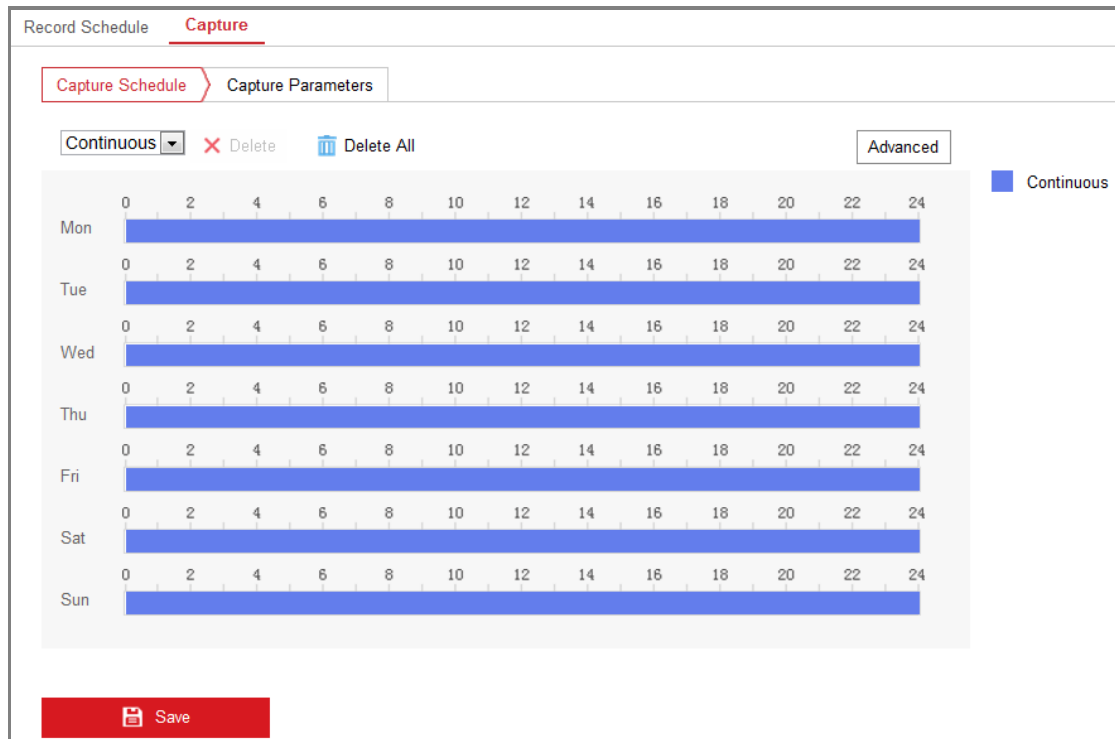 Record Schedule Capture
Capture Schedule Capture Parameters
Continuous Delete Delete All Advanced
Continuous
0 2 4 6 8 10 12 14 16 18 20 22 24
Mon
0 2 4 6 8 10 12 14 16 18 20 22 24
Tue
0 2 4 6 8 10 12 14 16 18 20 22 24
Wed
0 2 4 6 8 10 12 14 16 18 20 22 24
Thu
0 2 4 6 8 10 12 14 16 18 20 22 24
Fri
0 2 4 6 8 10 12 14 16 18 20 22 24
Sat
0 2 4 6 8 10 12 14 16 18 20 22 24
Sun
Save